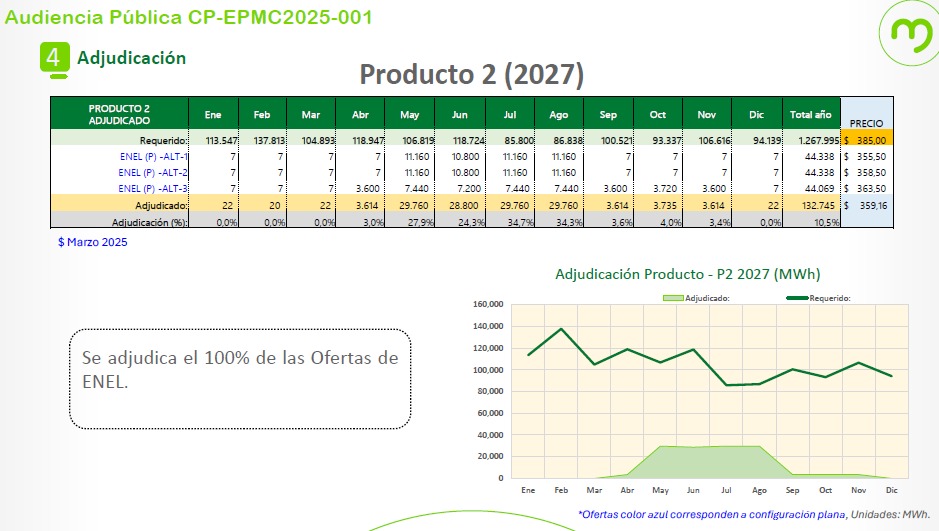 Audiencia Pública CP-EPMC2025-001
4 Adjudicación
Producto 2 (2027)
PRODUCTO 2 ADJUDICADO Ene Feb Mar Abr May Jun Jul Ago Sep Oct Nov Dic Total año PRECIO
Requerido: 113.547 137.813 104.893 118.947 106.819 118.724 85.800 86.838 100.521 93.337 106.616 94.139 1.267.995 $ 385,00
ENEL (P) -ALT-1 7 7 7 7 11.160 10.800 11.160 11.160 7 7 7 7 44.338 $ 355,50
ENEL (P) -ALT-2 7 7 7 7 11.160 10.800 11.160 11.160 7 7 7 7 44.338 $ 358,50
ENEL (P) -ALT-3 7 7 7 3.600 7.440 7.200 7.440 7.440 3.600 3.720 3.600 7 44.069 $ 363,50
Adjudicado: 22 20 22 3.614 29.760 28.800 29.760 29.760 3.614 3.735 3.614 22 132.745 $ 359,16
Adjudicación (%): 0,0% 0,0% 0,0% 3,0% 27,9% 24,3% 34,7% 34,3% 3,6% 4,0% 3,4% 0,0% 10,5%
$ Marzo 2025
Adjudicación Producto - P2 2027 (MWh)
Adjudicado: Requerido:
160,000
140,000
120,000
100,000
80,000
60,000
40,000
20,000
0
Ene Feb Mar Abr May Jun Jul Ago Sep Oct Nov Dic
Se adjudica el 100% de las Ofertas de
ENEL.
*Ofertas color azul corresponden a configuración plana, Unidades: MWh.